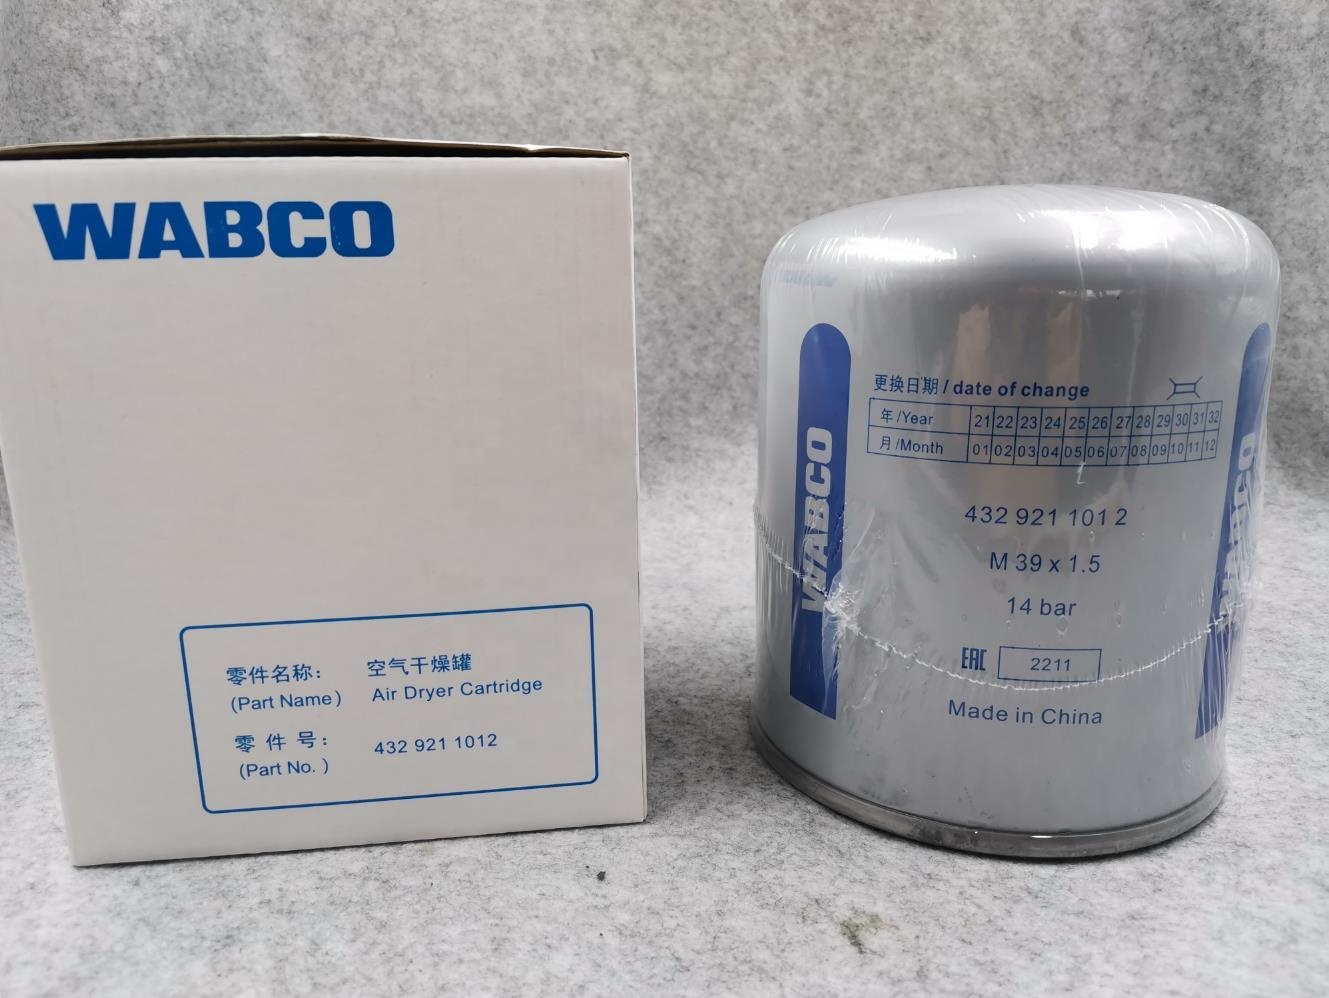 WABCO
零件名称： 空气干燥罐
(Part Name) Air Dryer Cartridge
零 件 号： 432 921 1012
(Part No. )
WABCO
更换日期 / date of change
年 /Year 21 22 23 24 25 26 27 28 29 30 31 32
月 /Month 01 02 03 04 05 06 07 08 09 10 11 12
432 921 101 2
M 39 x 1.5
14 bar
EAC 2211
Made in China
WABCO